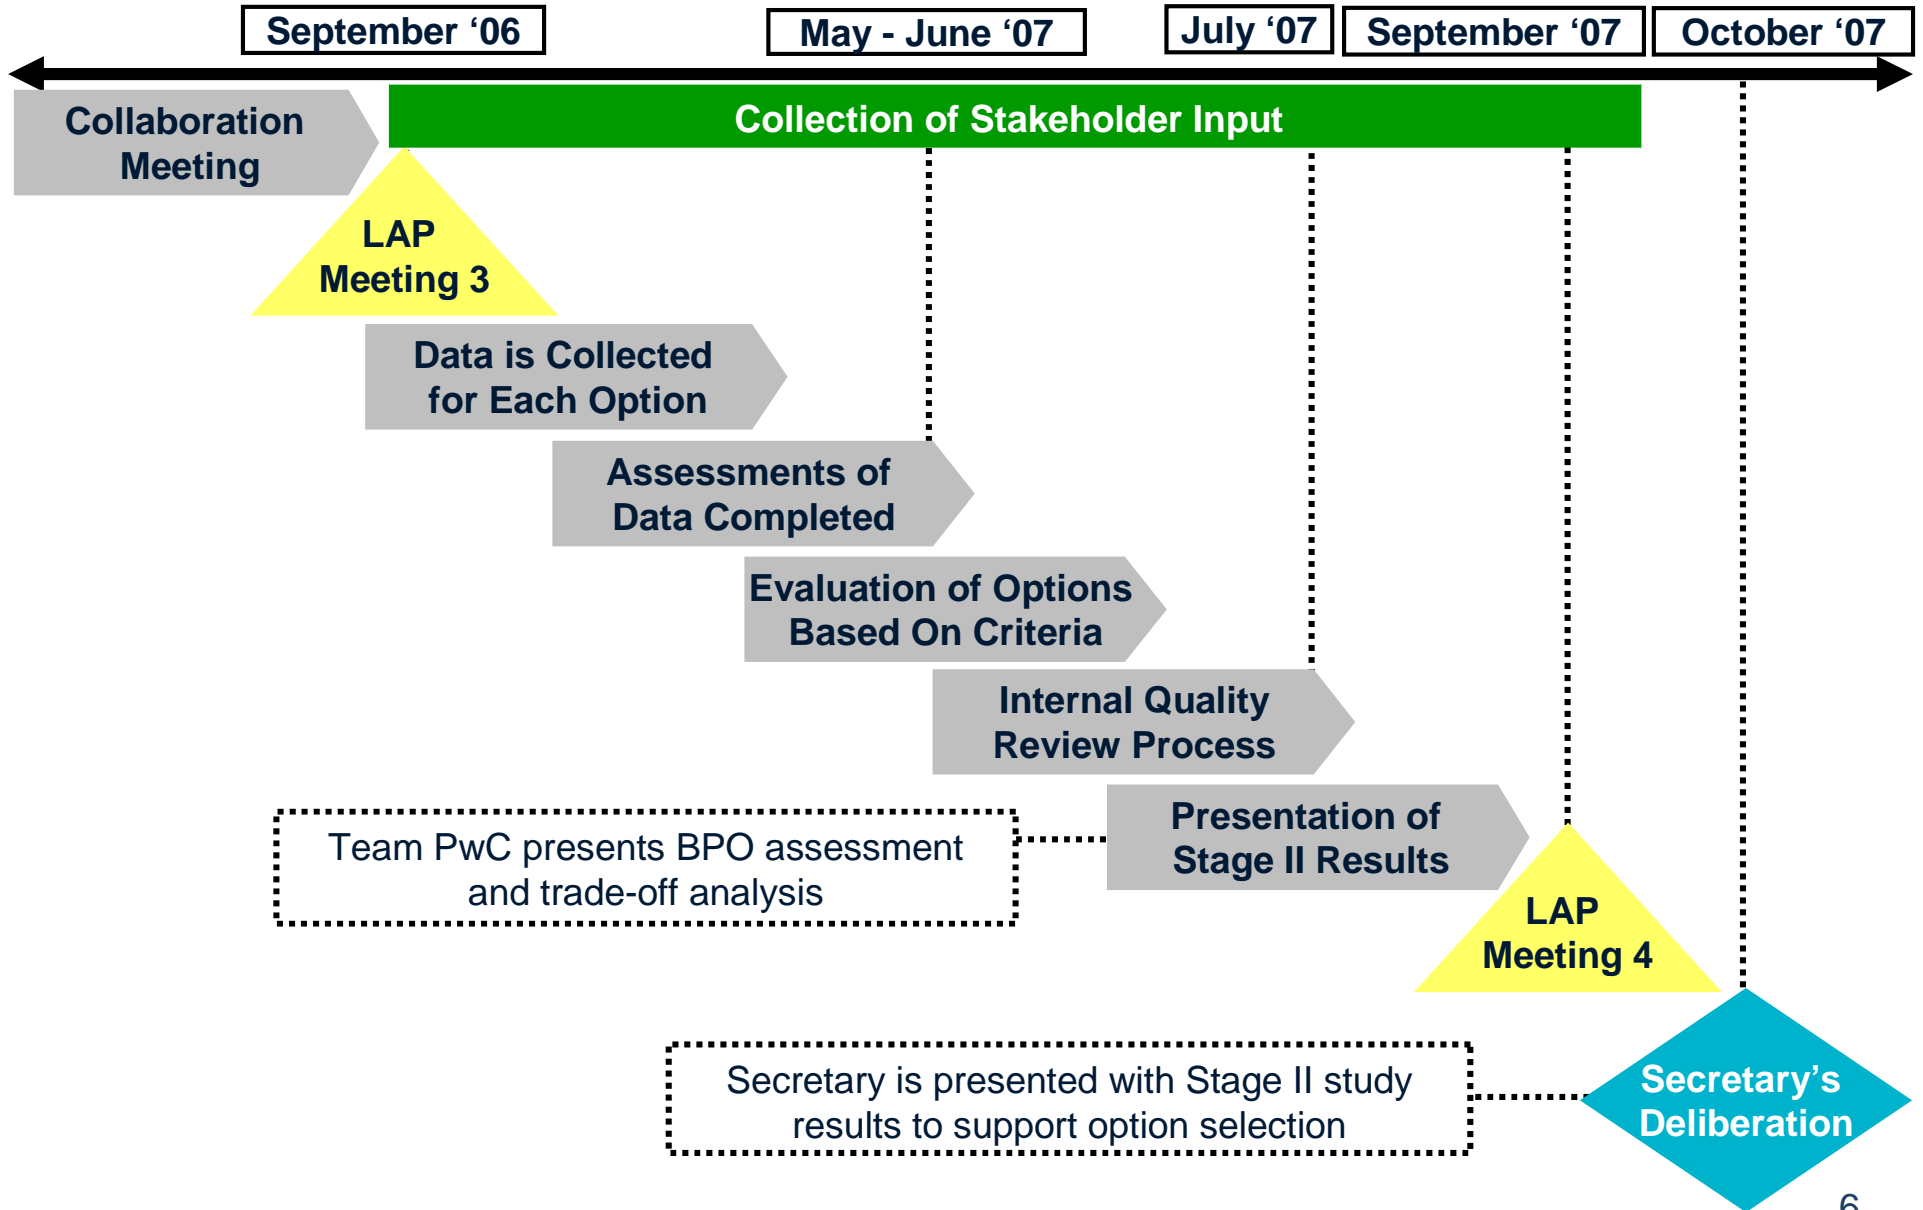 September ‘06
May - June ‘07
July ‘07
September ‘07
October ‘07
Collaboration
Meeting
Collection of Stakeholder Input
LAP
Meeting 3
Data is Collected
for Each Option
Assessments of
Data Completed
Evaluation of Options
Based On Criteria
Internal Quality
Review Process
Team PwC presents BPO assessment
and trade-off analysis
Presentation of
Stage II Results
LAP
Meeting 4
Secretary is presented with Stage II study
results to support option selection
Secretary’s
Deliberation
6